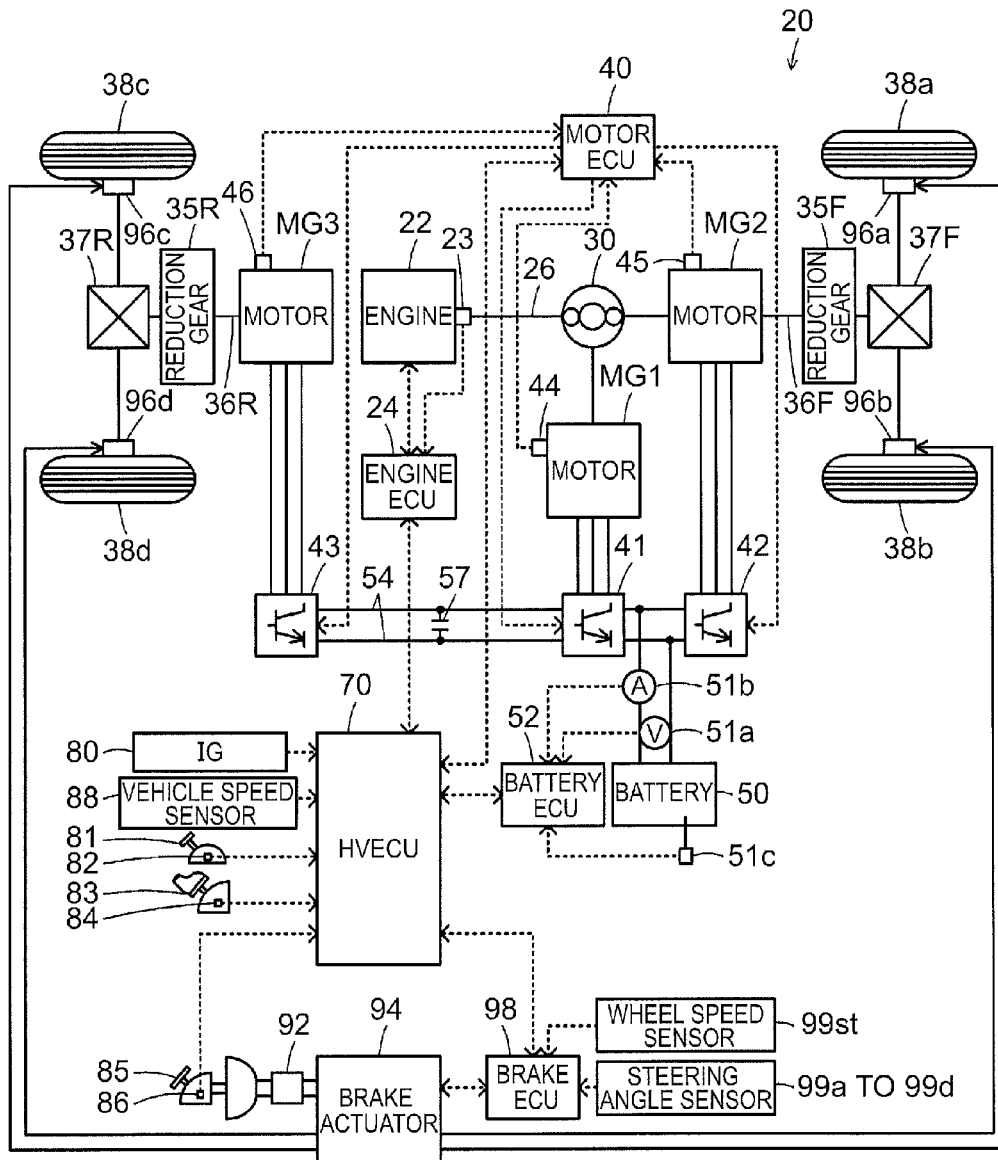 20
38c
40
38a
MOTOR
ECU
46
35R
MG3
37R
96c
22
23
30
MG2
35F
96a
37F
45
26
REDUCTION
GEAR
MOTOR
ENGINE
MOTOR
REDUCTION
GEAR
36R
MG1
36F
96d
24
44
96b
ENGINE
ECU
MOTOR
38d
43
54
57
41
42
38b
70
A
51b
52
V
51a
80
IG
88
VEHICLE SPEED
SENSOR
BATTERY
ECU
BATTERY
50
81
82
HVECU
51c
83
84
92
94
98
WHEEL SPEED
SENSOR
99st
85
86
BRAKE
ACTUATOR
BRAKE
ECU
STEERING
ANGLE SENSOR
99a TO 99d